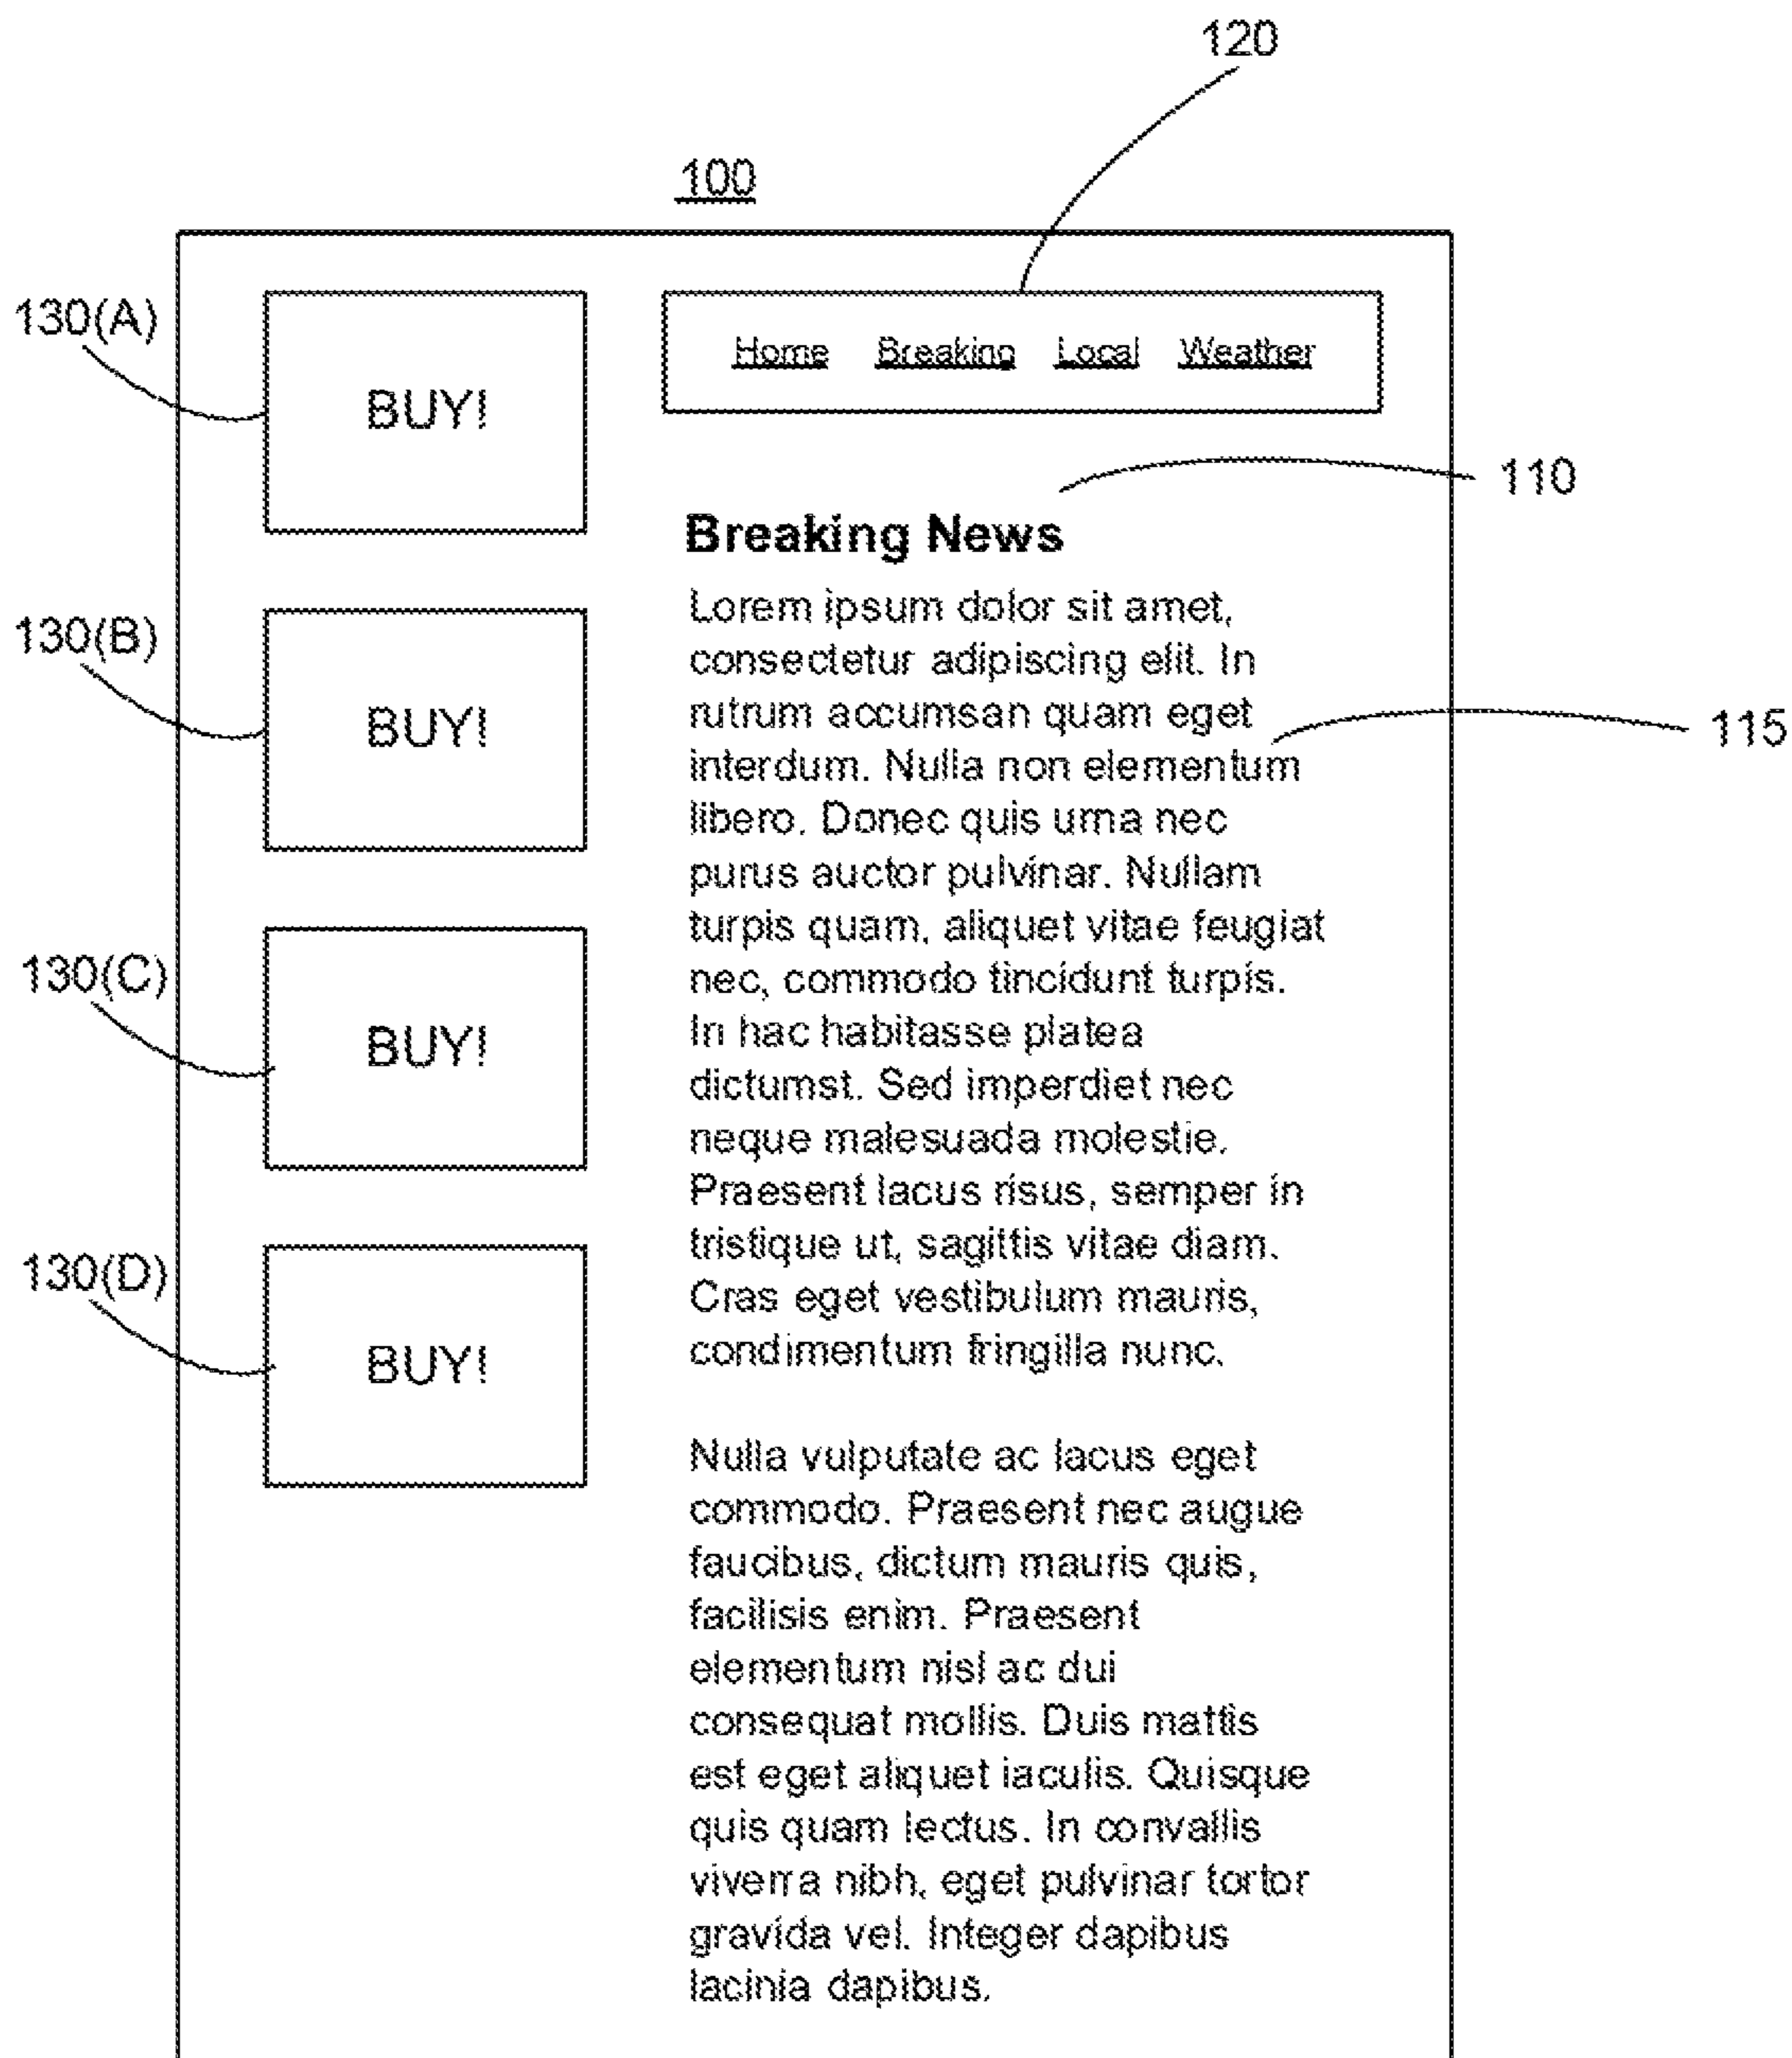 120
100
130(A)
BUY!
Home Breaking Local Weather
110
Breaking News
130(B)
BUY!
Lorem ipsum dolor sit amet,
consectetur adipiscing elit. In
rutrum accumsan quam eget
115
interdum. Nulla non elementum
libero. Donec quis urna nec
purus auctor pulvinar. Nullam
turpis quam, aliquet vitae feugiat
nec, commodo tincidunt turpis.
In hac habitasse platea
dictumst. Sed imperdiet nec
neque malesuada molestie.
Praesent lacus risus, semper in
tristique ut, sagittis vitae diam.
Cras eget vestibulum mauris,
condimentum fringilla nunc.
130(C)
BUY!
130(D)
BUY!
Nulla vulputate ac lacus eget
commodo. Praesent nec augue
faucibus, dictum mauris quis,
facilisis enim. Praesent
elementum nisl ac dui
consequat mollis. Duis mattis
est eget aliquet iaculis. Quisque
quis quam lectus. In convallis
viverra nibh, eget pulvinar tortor
gravida vel. Integer dapibus
lacinia dapibus.